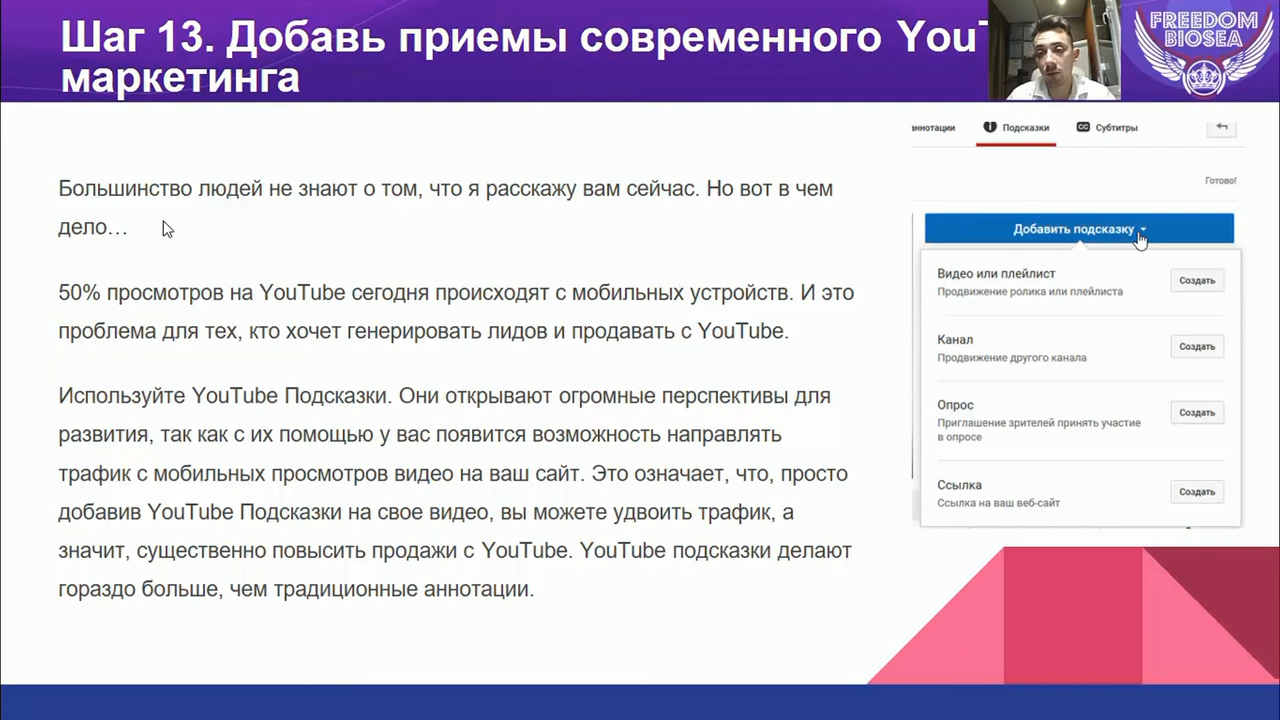 Шаг 13. Добавь приемы современного You
маркетинга
FREEDOM
BIOSEA
Подсказки
CC Субтитры
Готово!
Большинство людей не знают о том, что я расскажу вам сейчас. Но вот в чем
дело…
50% просмотров на YouTube сегодня происходят с мобильных устройств. И это
проблема для тех, кто хочет генерировать лидов и продавать с YouTube.
Используйте YouTube Подсказки. Они открывают огромные перспективы для
развития, так как с их помощью у вас появится возможность направлять
трафик с мобильных просмотров видео на ваш сайт. Это означает, что, просто
добавив YouTube Подсказки на свое видео, вы можете удвоить трафик, а
значит, существенно повысить продажи с YouTube. YouTube подсказки делают
гораздо больше, чем традиционные аннотации.
Добавить подсказку
Видео или плейлист
Продвижение ролика или плейлиста
Создать
Канал
Продвижение другого канала
Создать
Опрос
Приглашение зрителей принять участие
в опросе
Создать
Ссылка
Ссылка на ваш веб-сайт
Создать